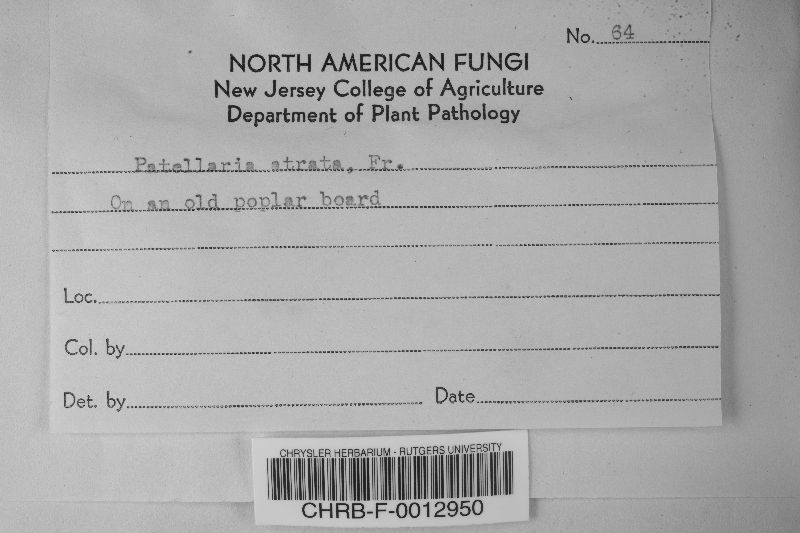 No. 64
NORTH AMERICAN FUNGI
New Jersey College of Agriculture
Department of Plant Pathology
Patellaria atrata, Fr.
On an old poplar board
Loc.
Col. by
Det. by Date
CHRYSLER HERBARIUM - RUTGERS UNIVERSITY
CHRB-F-0012950